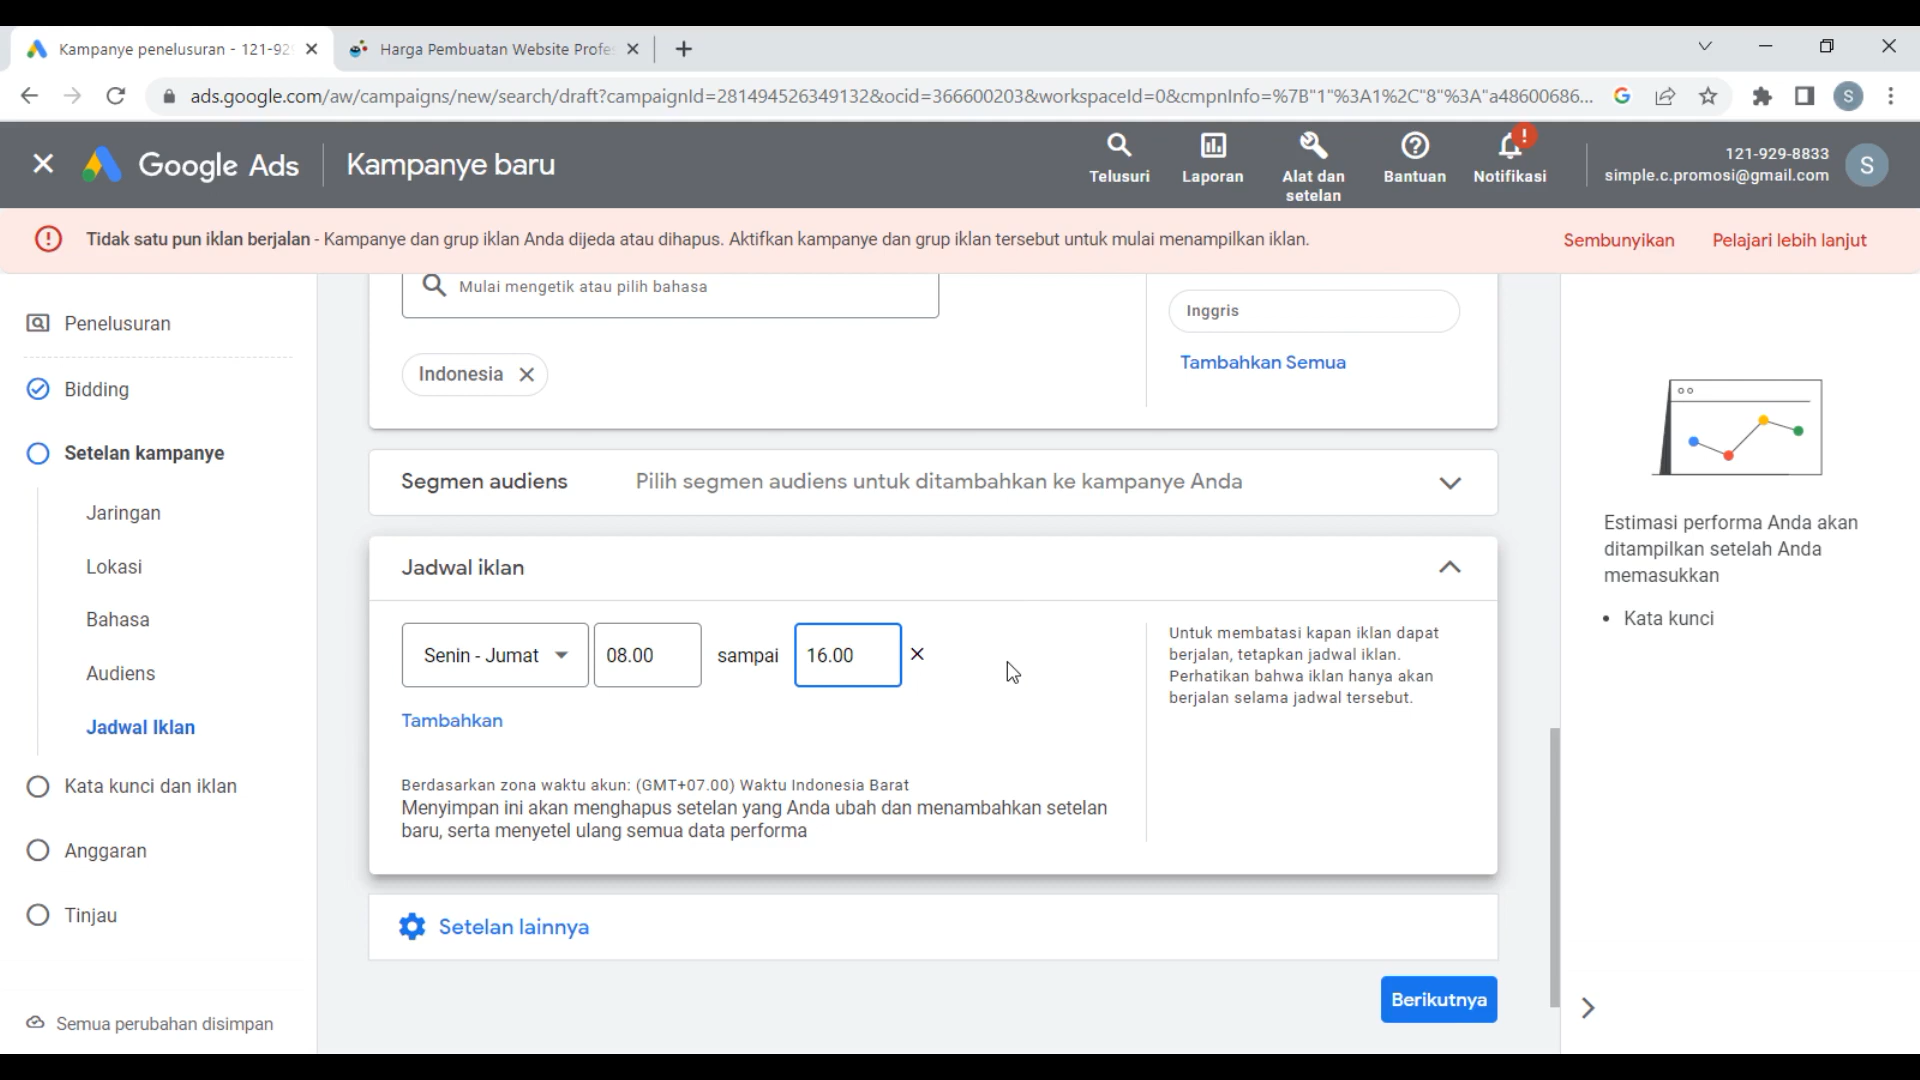 Kampanye penelusuran - 121-92
Harga Pembuatan Website Profe
ads.google.com/aw/campaigns/new/search/draft?campaignId=281494526349132&ocid=366600203&workspaceId=0&cmpnInfo=%7B"1"%3A1%2C"8"%3A"a48600686...
S
Google Ads
Kampanye baru
Telusuri
Laporan
Alat dan
setelan
Bantuan
Notifikasi
121-929-8833
simple.c.promosi@gmail.com
S
Tidak satu pun iklan berjalan - Kampanye dan grup iklan Anda dijeda atau dihapus. Aktifkan kampanye dan grup iklan tersebut untuk mulai menampilkan iklan.
Sembunyikan
Pelajari lebih lanjut
Penelusuran
Bidding
Setelan kampanye
Jaringan
Lokasi
Bahasa
Audiens
Jadwal Iklan
Kata kunci dan iklan
Anggaran
Tinjau
Semua perubahan disimpan
Mulai mengetik atau pilih bahasa
Indonesia
Inggris
Tambahkan Semua
Segmen audiens
Pilih segmen audiens untuk ditambahkan ke kampanye Anda
Jadwal iklan
Senin - Jumat
08.00
sampai
16.00
Tambahkan
Berdasarkan zona waktu akun: (GMT+07.00) Waktu Indonesia Barat
Menyimpan ini akan menghapus setelan yang Anda ubah dan menambahkan setelan
baru, serta menyetel ulang semua data performa
Untuk membatasi kapan iklan dapat
berjalan, tetapkan jadwal iklan.
Perhatikan bahwa iklan hanya akan
berjalan selama jadwal tersebut.
Setelan lainnya
Berikutnya
Estimasi performa Anda akan
ditampilkan setelah Anda
memasukkan
• Kata kunci